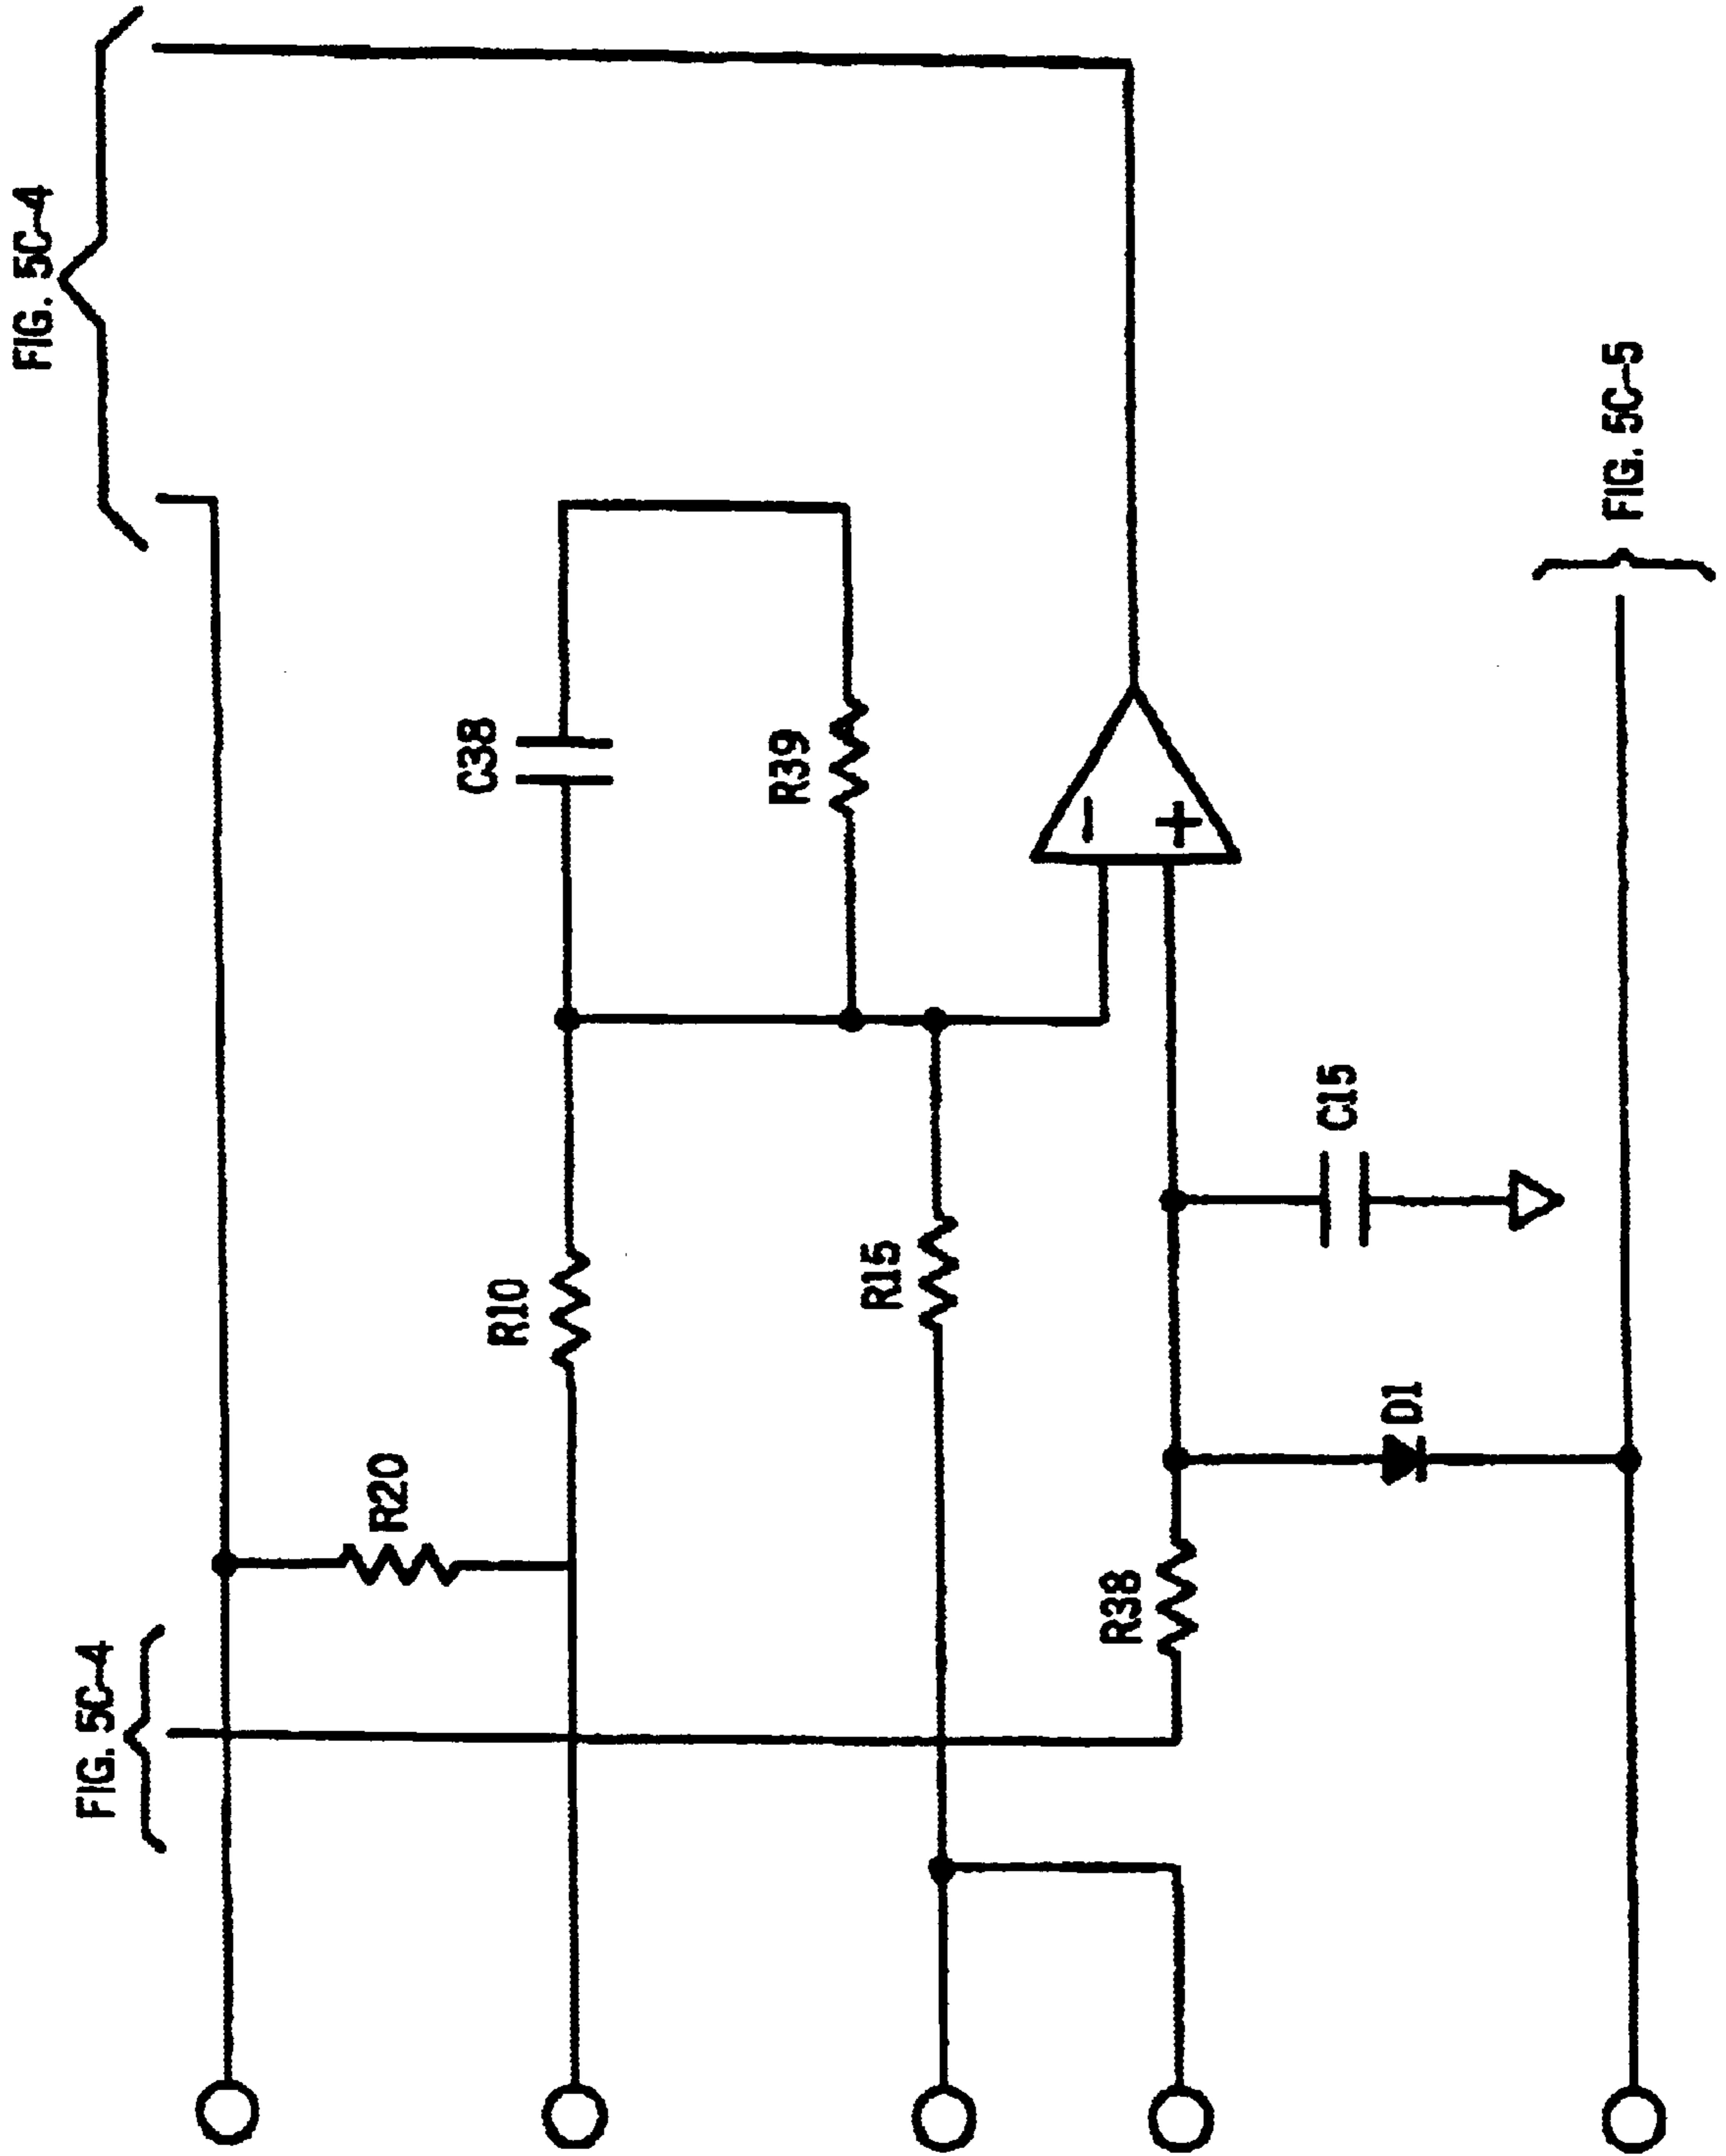 FIG. 5C-4
FIG. 5C-4
C38
R39
R10
R15
R20
R38
C15
D1
-
+
FIG. 5C-5